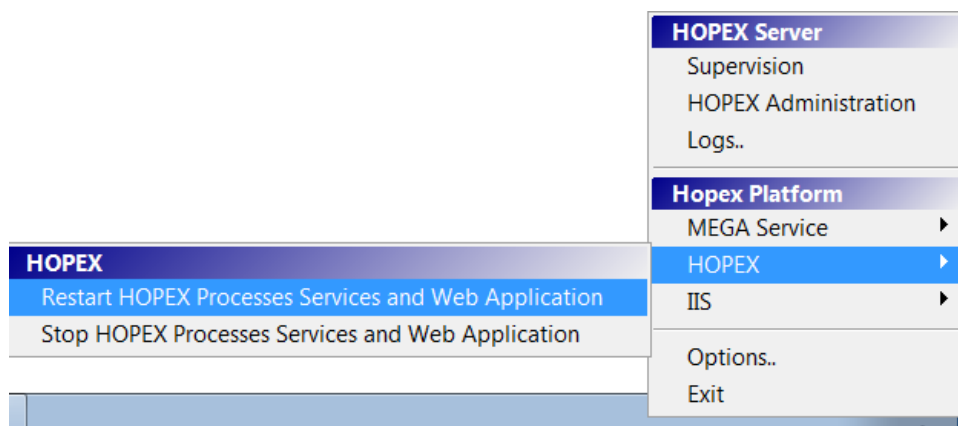 HOPEX Server
Supervision
HOPEX Administration
Logs..
Hopex Platform
MEGA Service
HOPEX
IIS
Options..
Exit
HOPEX
Restart HOPEX Processes Services and Web Application
Stop HOPEX Processes Services and Web Application